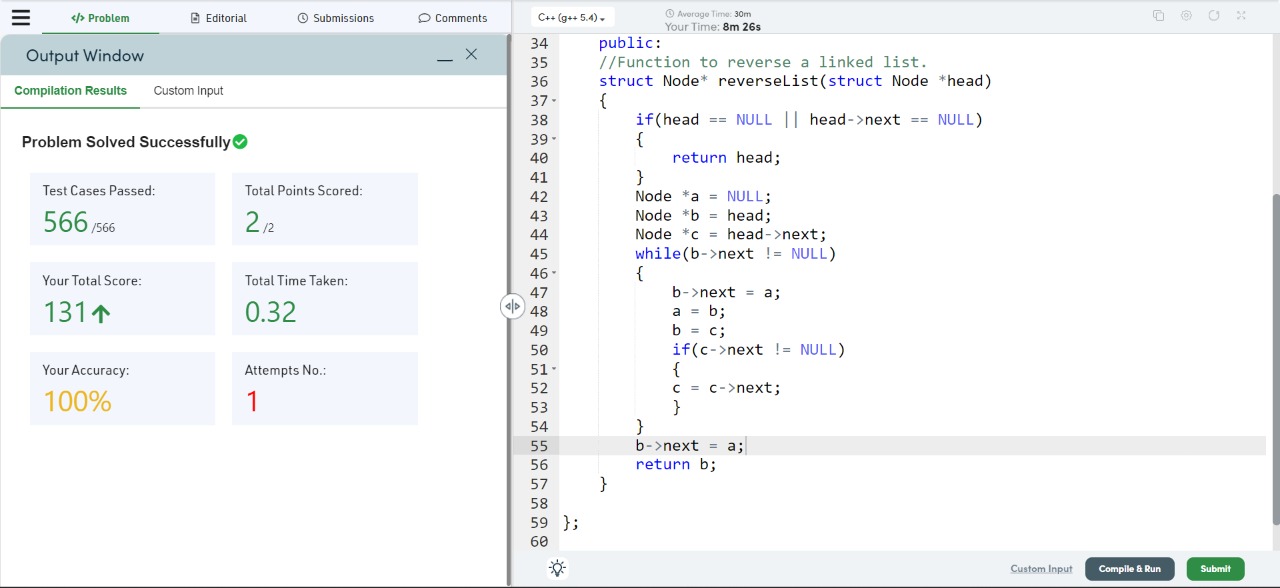 </> Problem
Editorial
Submissions
Comments
Output Window
Compilation Results
Custom Input
Problem Solved Successfully
Test Cases Passed:
566 /566
Total Points Scored:
2 /2
Your Total Score:
131
Total Time Taken:
0.32
Your Accuracy:
100%
Attempts No.:
1
C++ (g++ 5.4)
Average Time: 30m
Your Time: 8m 26s
34 public:
35 //Function to reverse a linked list.
36 struct Node* reverseList(struct Node *head)
37 {
38 if(head == NULL || head->next == NULL)
39 {
40 return head;
41 }
42 Node *a = NULL;
43 Node *b = head;
44 Node *c = head->next;
45 while(b->next != NULL)
46 {
47 b->next = a;
48 a = b;
49 b = c;
50 if(c->next != NULL)
51 {
52 c = c->next;
53 }
54 }
55 b->next = a;
56 return b;
57 }
58
59 };
60
Custom Input
Compile & Run
Submit